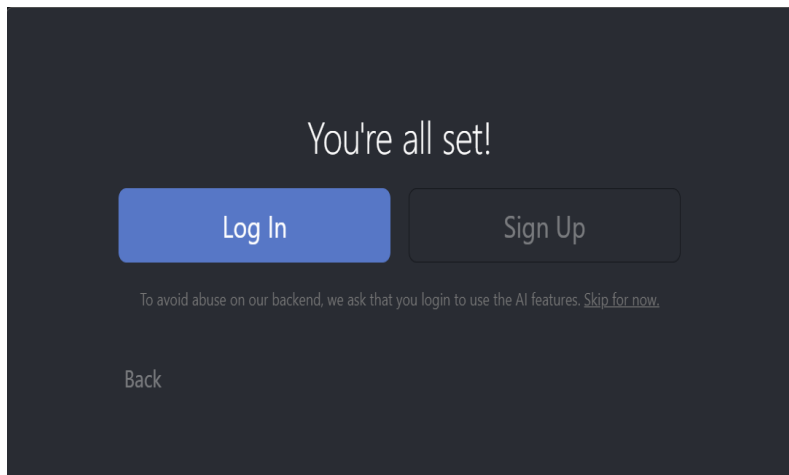 You're all set!
Log In
Sign Up
To avoid abuse on our backend, we ask that you login to use the AI features. Skip for now.
Back